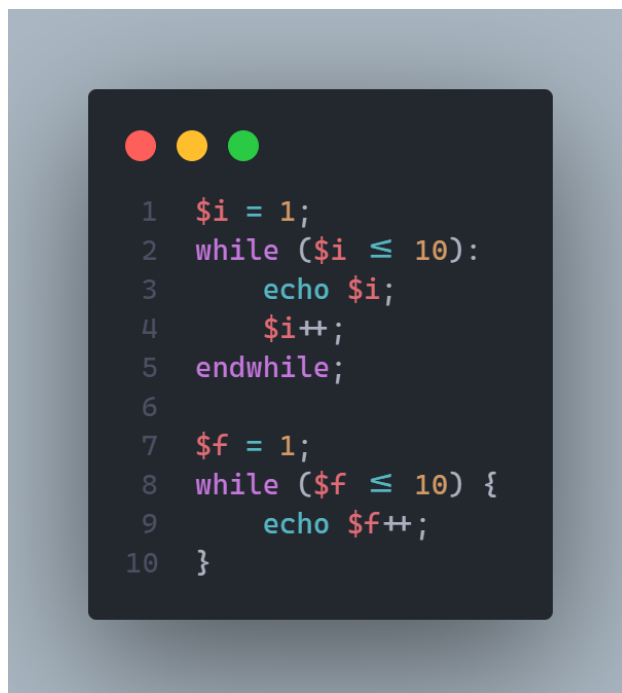 1 $i = 1;
2 while ($i <= 10):
3     echo $i;
4     $i++;
5 endwhile;
6
7 $f = 1;
8 while ($f <= 10) {
9     echo $f++;
10 }